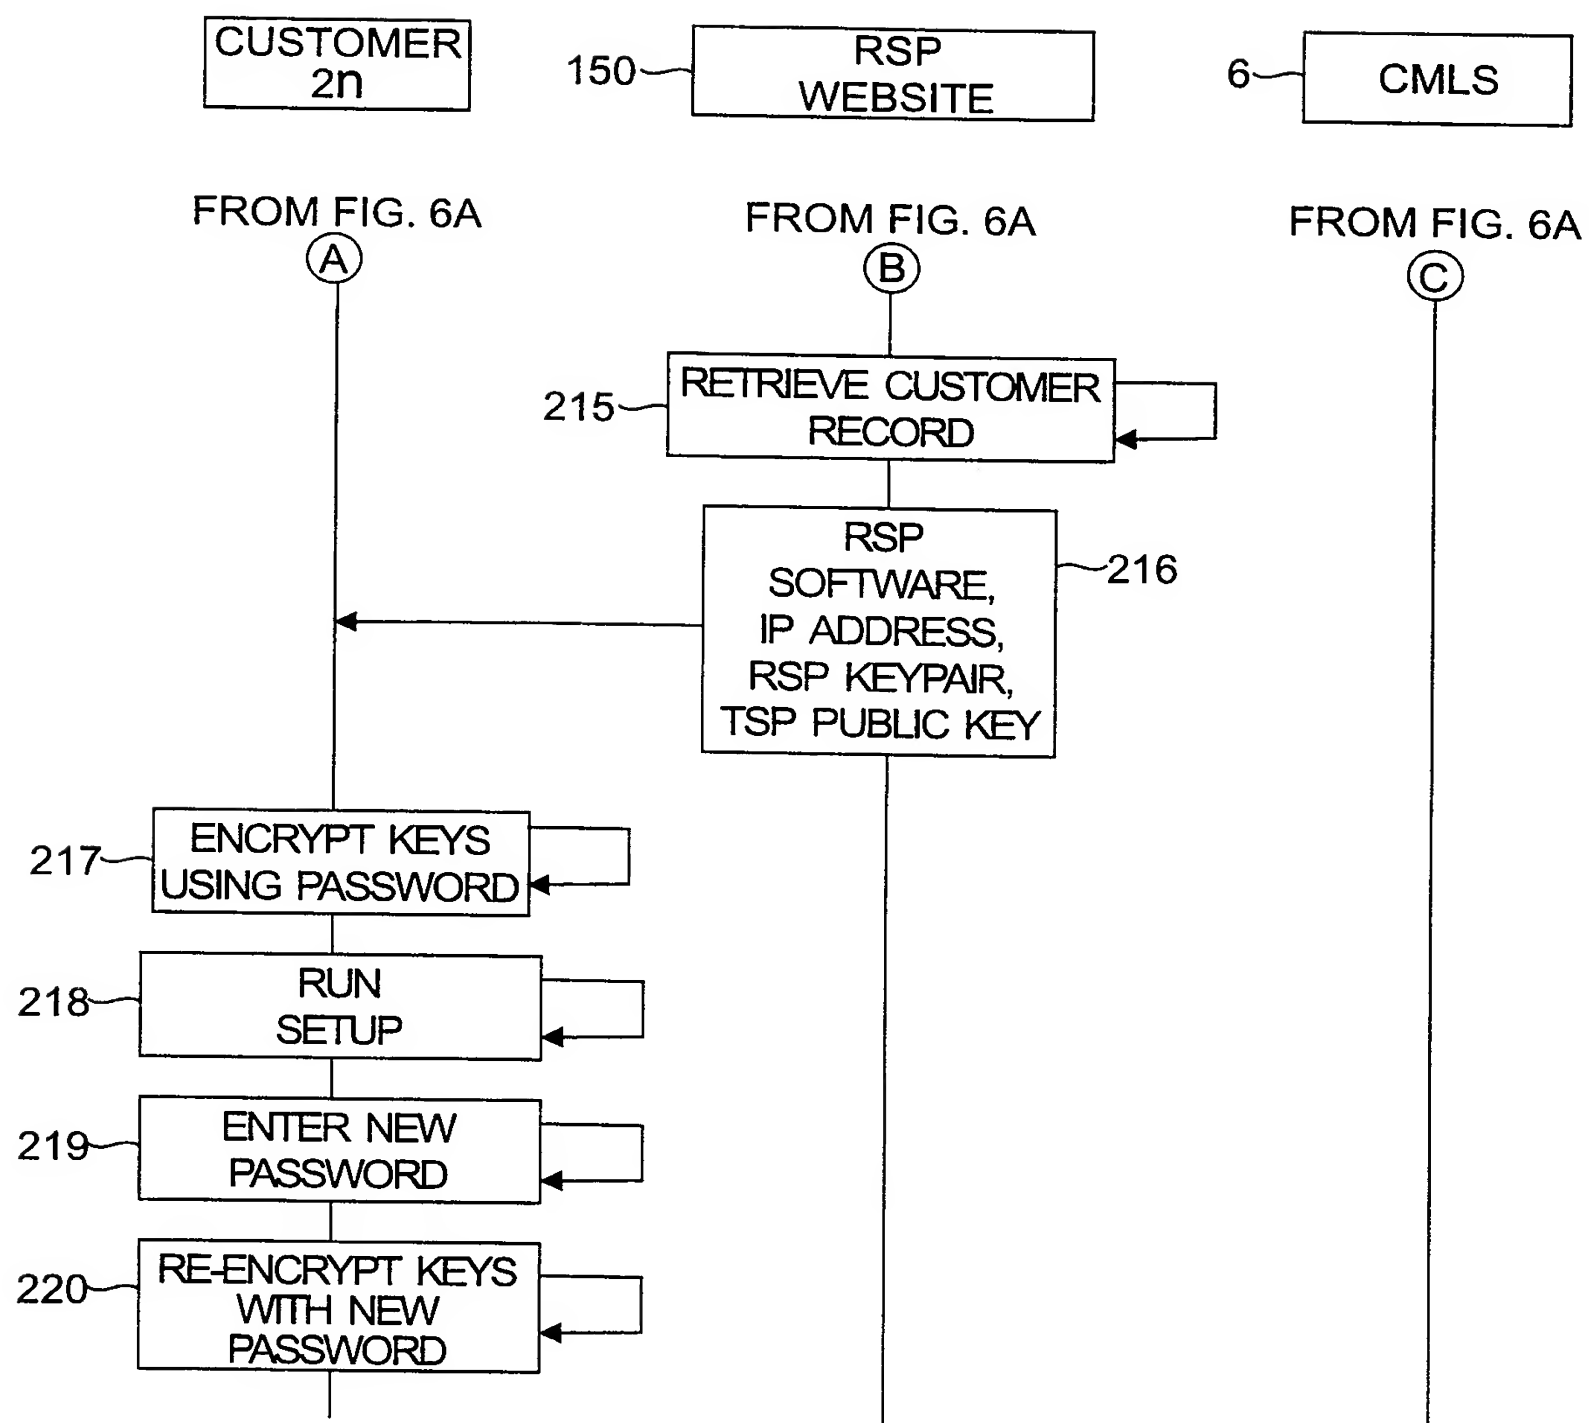 CUSTOMER
2n
150
RSP
WEBSITE
6
CMLS
FROM FIG. 6A
A
FROM FIG. 6A
B
FROM FIG. 6A
C
215
RETRIEVE CUSTOMER
RECORD
216
RSP
SOFTWARE,
IP ADDRESS,
RSP KEYPAIR,
TSP PUBLIC KEY
217
ENCRYPT KEYS
USING PASSWORD
218
RUN
SETUP
219
ENTER NEW
PASSWORD
220
RE-ENCRYPT KEYS
WITH NEW
PASSWORD